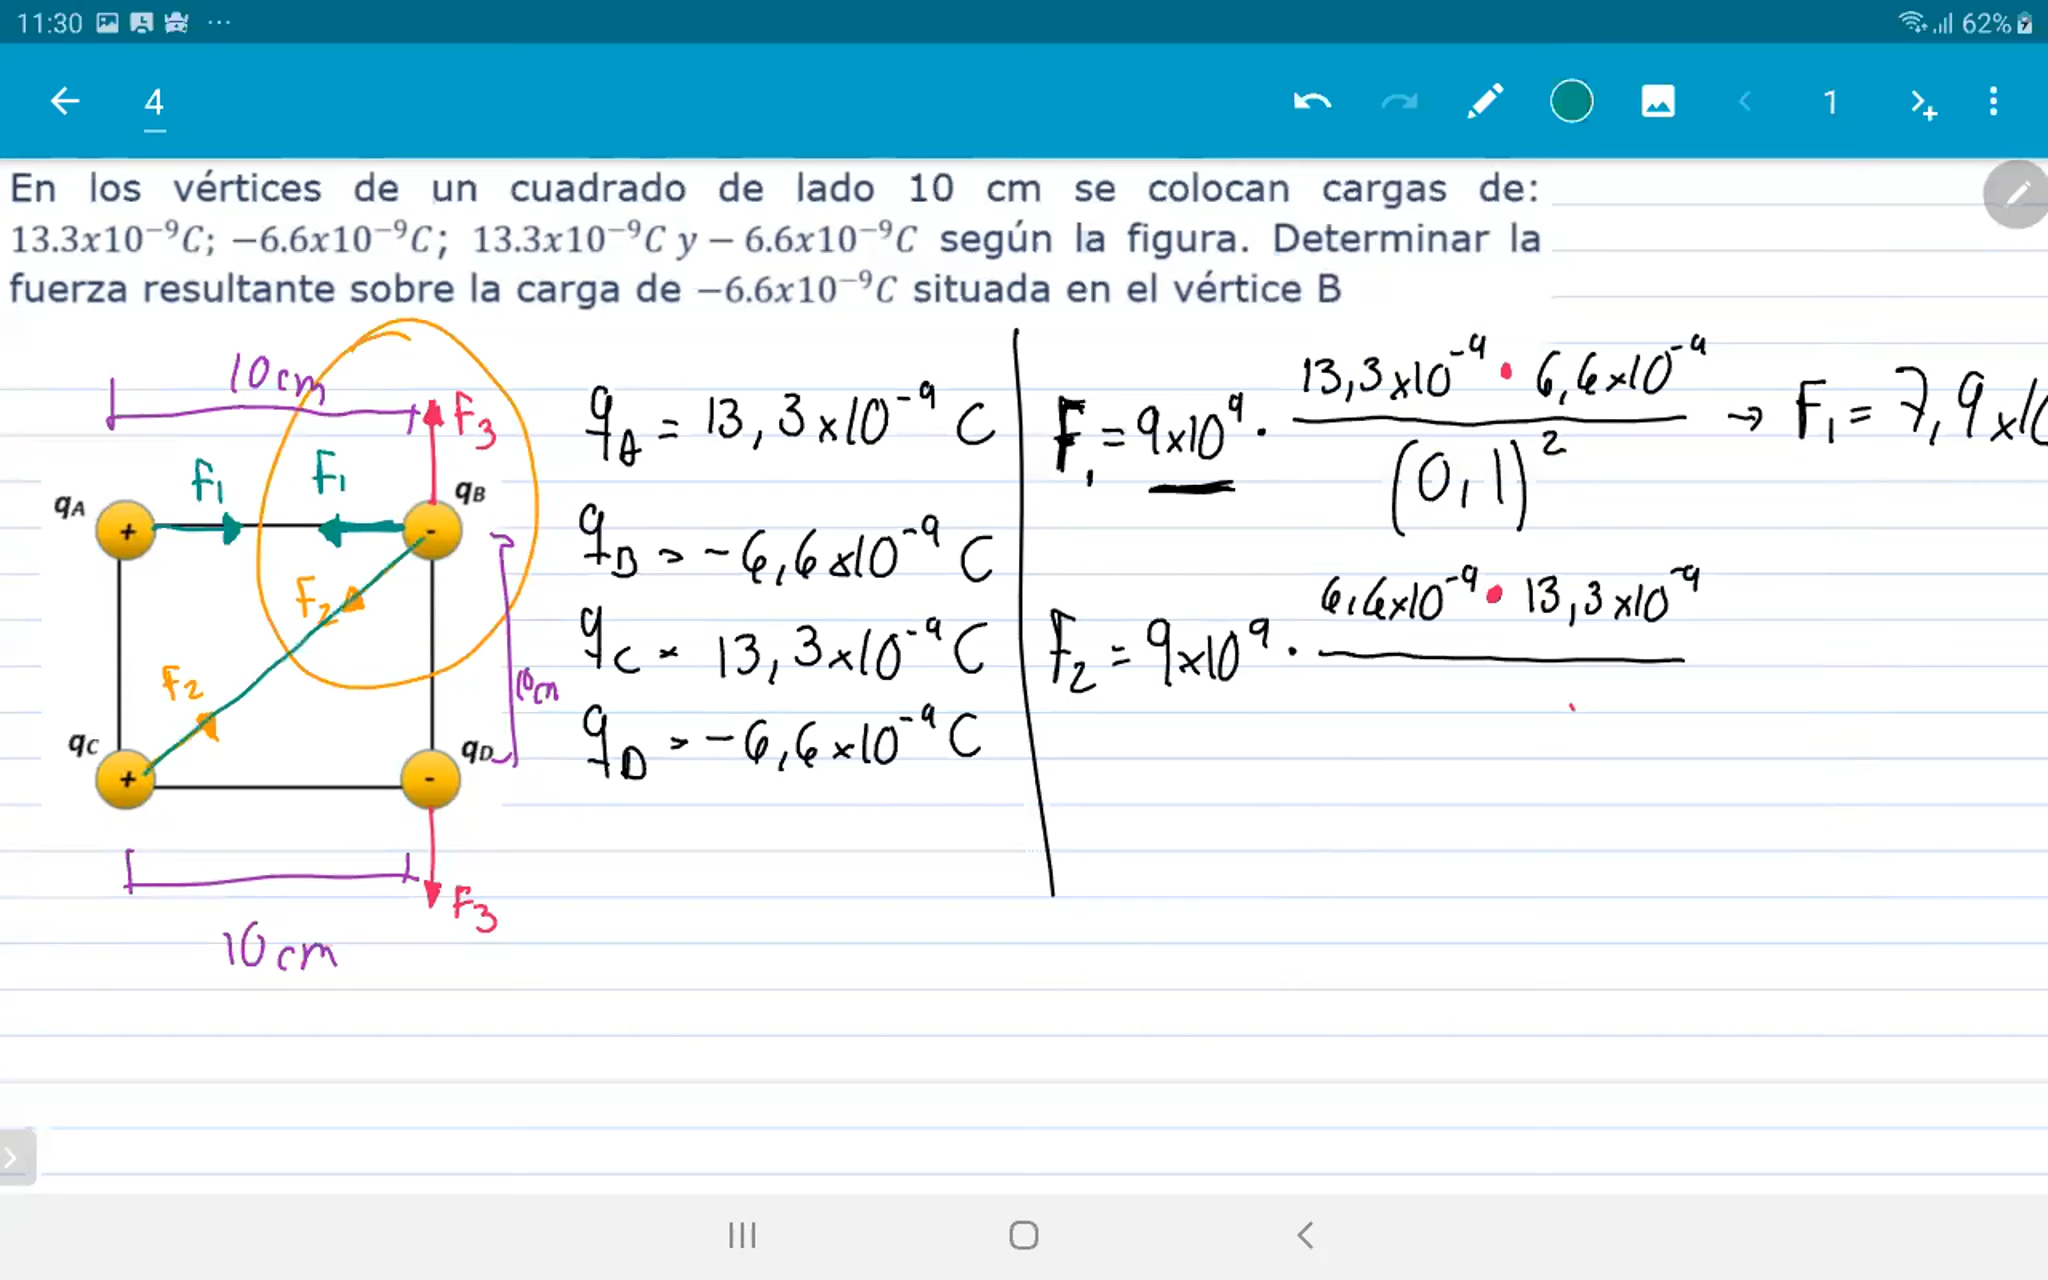 11:30
62%
4
1
En los vértices de un cuadrado de lado 10 cm se colocan cargas de:
13.3x10⁻⁹C; −6.6x10⁻⁹C; 13.3x10⁻⁹C y − 6.6x10⁻⁹C según la figura. Determinar la
fuerza resultante sobre la carga de −6.6x10⁻⁹C situada en el vértice B
10 cm
F₃
F₁
F₁
qA
qB
+
-
F₂
F₂
10cm
qC
qD
+
-
F₃
10 cm
qA = 13,3x10⁻⁹ C
qB = -6,6x10⁻⁹ C
qC = 13,3x10⁻⁹ C
qD = -6,6x10⁻⁹ C
F₁ = 9x10⁹ · 13,3x10⁻⁹ · 6,6x10⁻⁹ / (0,1)² → F₁ = 7,9x10
F₂ = 9x10⁹ · 6,6x10⁻⁹ · 13,3x10⁻⁹